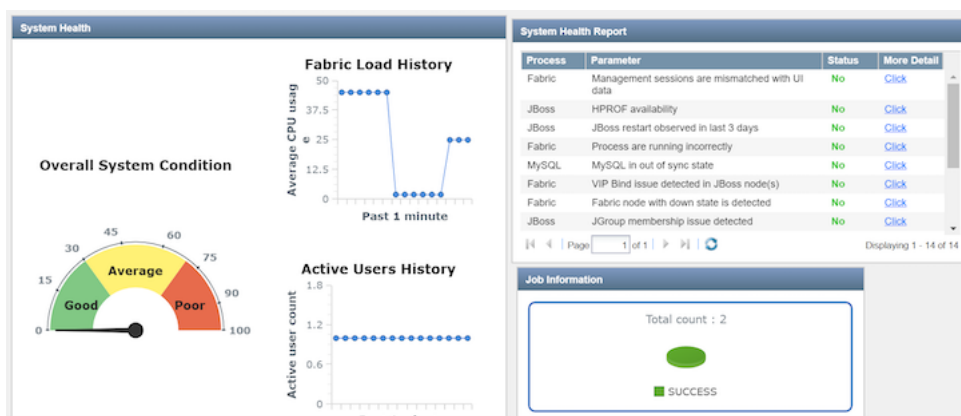 System Health
Fabric Load History
50
37.5
25
12.5
0
Average CPU usag
e
Past 1 minute
Overall System Condition
0
15
30
45
60
75
90
100
Good
Average
Poor
Active Users History
1.8
1.2
0.6
0
Active user count
System Health Report
Process Parameter Status More Detail
Fabric Management sessions are mismatched with UI data No Click
JBoss HPROF availability No Click
JBoss JBoss restart observed in last 3 days No Click
Fabric Process are running incorrectly No Click
MySQL MySQL in out of sync state No Click
Fabric VIP Bind issue detected in JBoss node(s) No Click
Fabric Fabric node with down state is detected No Click
JBoss JGroup membership issue detected No Click
Page 1 of 1 Displaying 1 - 14 of 14
Job Information
Total count : 2
SUCCESS